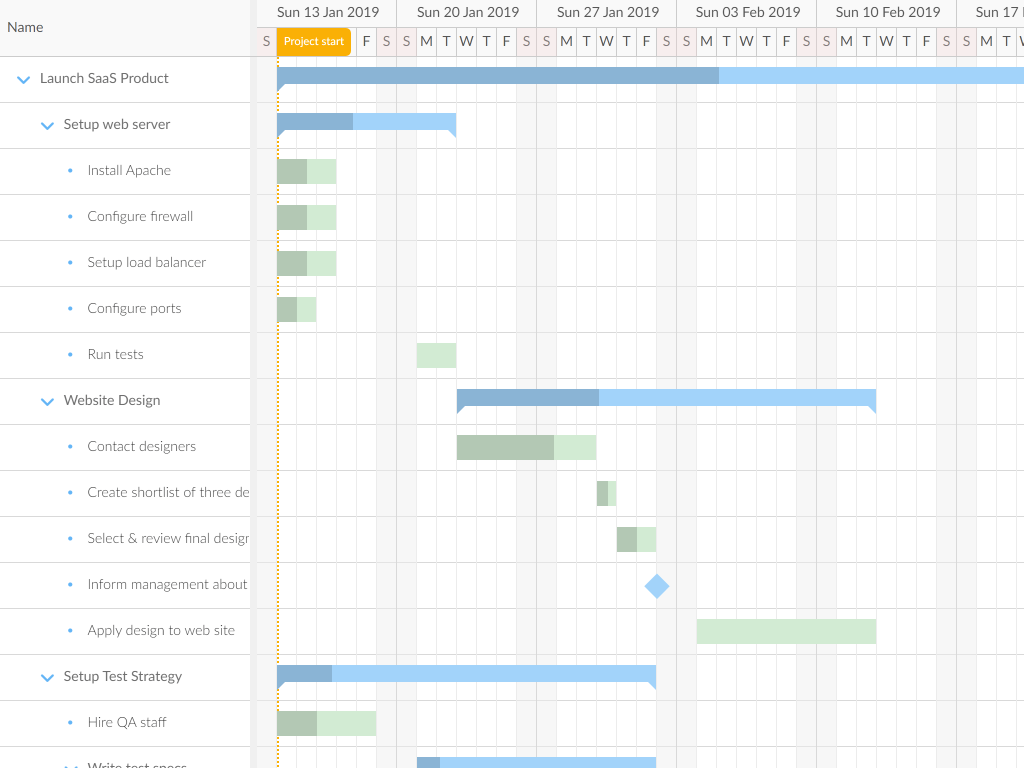 Name
Sun 13 Jan 2019 Sun 20 Jan 2019 Sun 27 Jan 2019 Sun 03 Feb 2019 Sun 10 Feb 2019 Sun 17
S Project start F S S M T W T F S S M T W T F S S M T W T F S S M T W T F S S M T
Launch SaaS Product
Setup web server
Install Apache
Configure firewall
Setup load balancer
Configure ports
Run tests
Website Design
Contact designers
Create shortlist of three de
Select & review final design
Inform management about
Apply design to web site
Setup Test Strategy
Hire QA staff
Write test specs